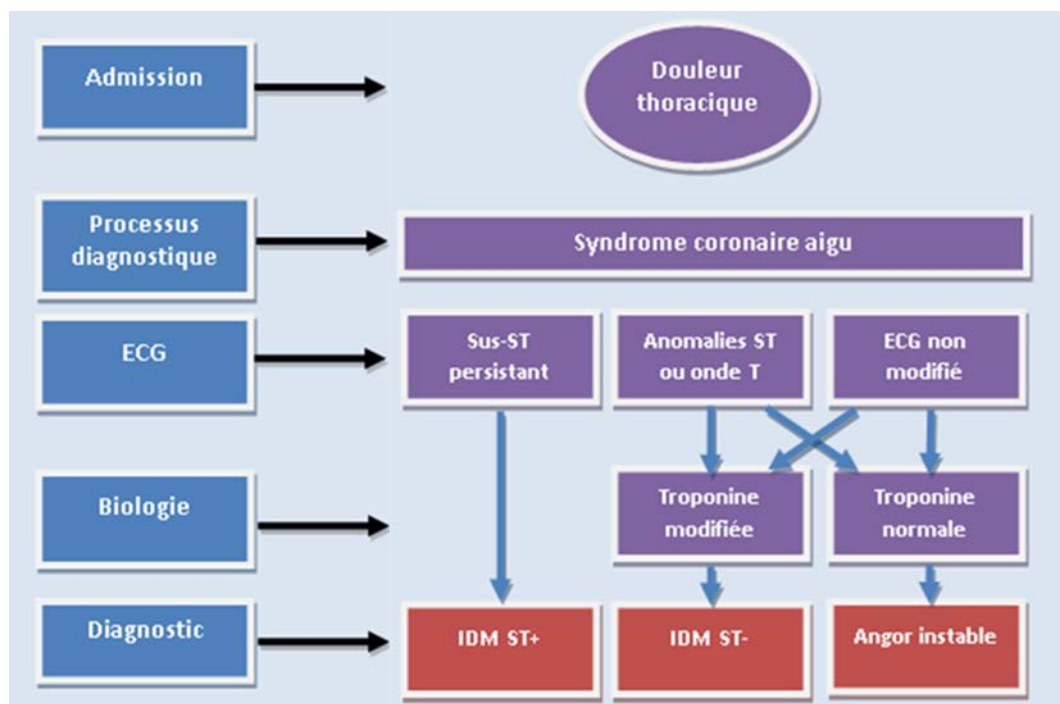 Admission
Douleur
thoracique
Processus
diagnostique
Syndrome coronaire aigu
ECG
Sus-ST
persistant
Anomalies ST
ou onde T
ECG non
modifié
Biologie
Troponine
modifiée
Troponine
normale
Diagnostic
IDM ST+
IDM ST-
Angor instable